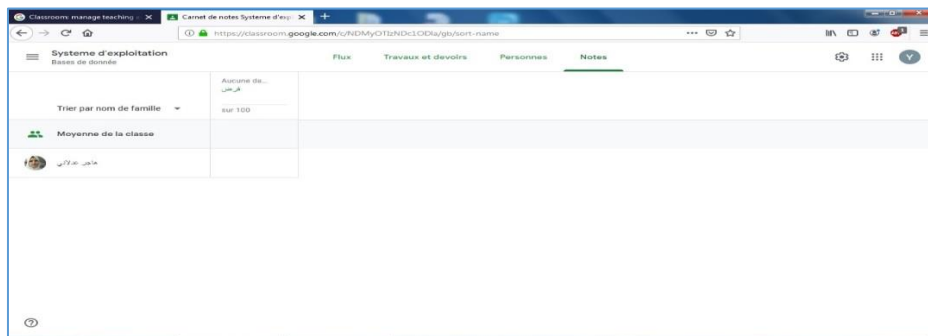 Classroom: manage teaching
Carnet de notes Systeme d'exp
https://classroom.google.com/c/NDMyOTIzNDc1ODla/gb/sort-name
Systeme d'exploitation
Bases de donnée
Flux Travaux et devoirs Personnes Notes
Y
Aucune da...
فرض
Trier par nom de famille
sur 100
Moyenne de la classe
هاجر عدلاني